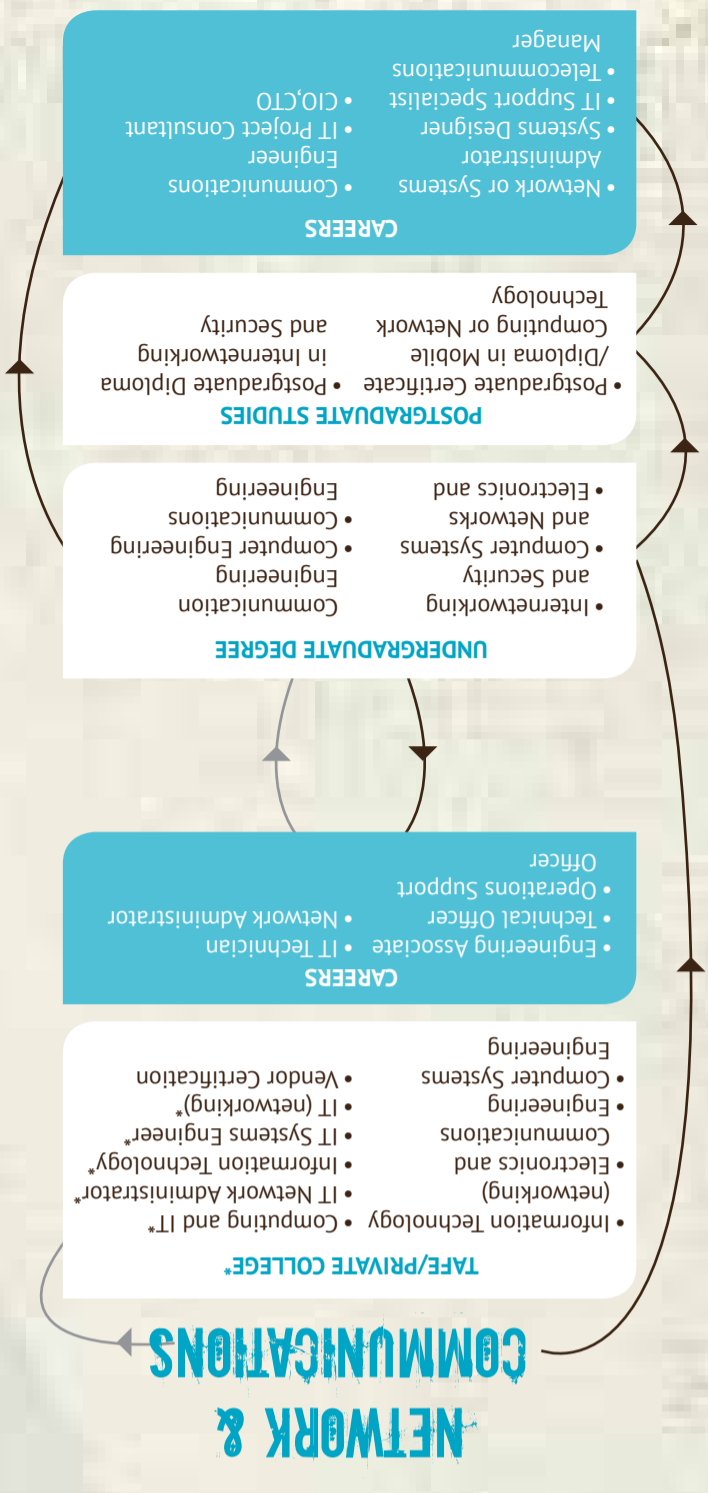 NETWORK &
COMMUNICATIONS
TAFE/PRIVATE COLLEGE*
• Information Technology
(networking)
• Electronics and
Communications
• Engineering
• Computer Systems
Engineering
• Computing and IT*
• IT Network Administrator*
• Information Technology*
• IT Systems Engineer*
• IT (networking)*
• Vendor Certification
CAREERS
• Engineering Associate
• Technical Officer
• Operations Support
Officer
• IT Technician
• Network Administrator
UNDERGRADUATE DEGREE
• Internetworking
and Security
• Computer Systems
and Networks
• Electronics and
Communication
Engineering
• Computer Engineering
• Communications
Engineering
POSTGRADUATE STUDIES
• Postgraduate Certificate
/Diploma in Mobile
Computing or Network
Technology
• Postgraduate Diploma
in Internetworking
and Security
CAREERS
• Network or Systems
Administrator
• Systems Designer
• IT Support Specialist
• Telecommunications
Manager
• Communications
Engineer
• IT Project Consultant
• CIO,CTO